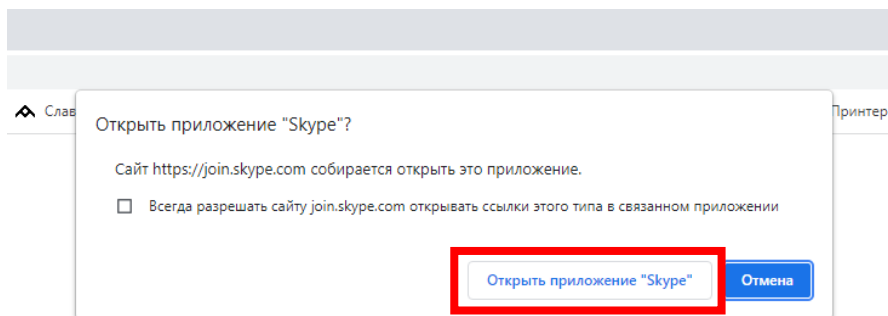 Слав
Принтер
Открыть приложение "Skype"?
Сайт https://join.skype.com собирается открыть это приложение.
Всегда разрешать сайту join.skype.com открывать ссылки этого типа в связанном приложении
Открыть приложение "Skype"
Отмена